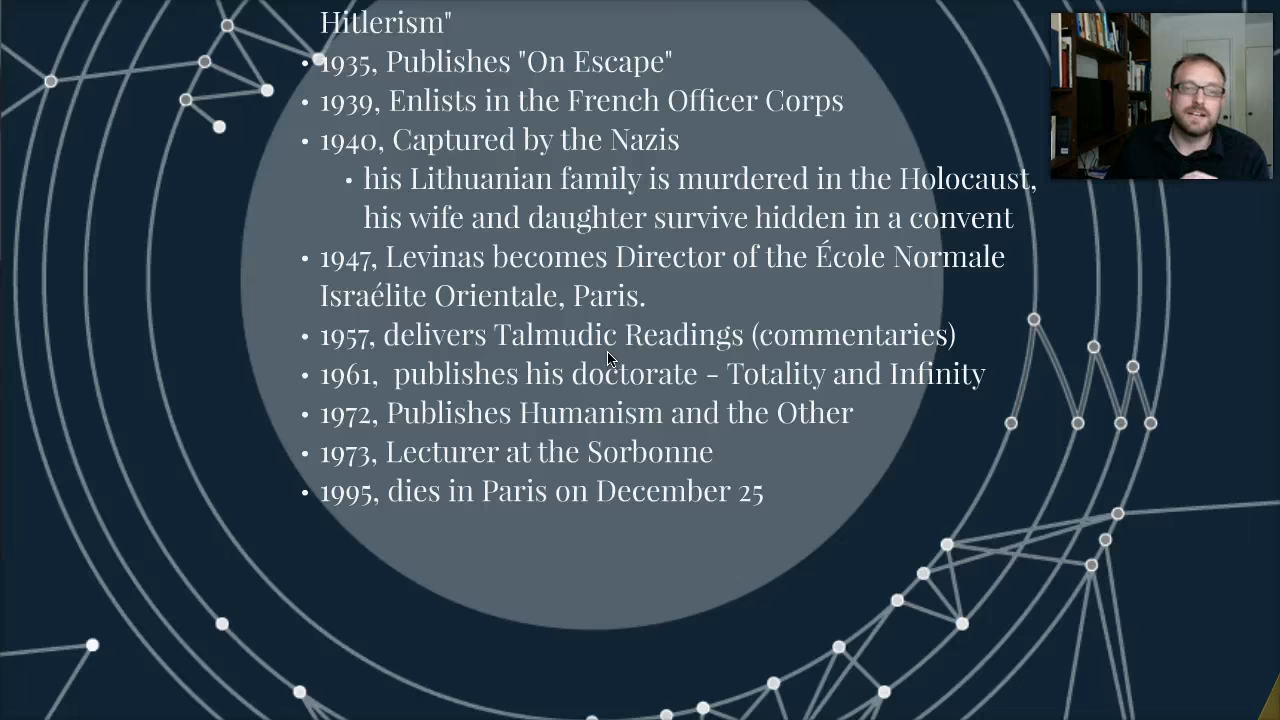 Hitlerism"
• 1935, Publishes "On Escape"
• 1939, Enlists in the French Officer Corps
• 1940, Captured by the Nazis
• his Lithuanian family is murdered in the Holocaust,
his wife and daughter survive hidden in a convent
• 1947, Levinas becomes Director of the École Normale
Israélite Orientale, Paris.
• 1957, delivers Talmudic Readings (commentaries)
• 1961,  publishes his doctorate - Totality and Infinity
• 1972, Publishes Humanism and the Other
• 1973, Lecturer at the Sorbonne
• 1995, dies in Paris on December 25